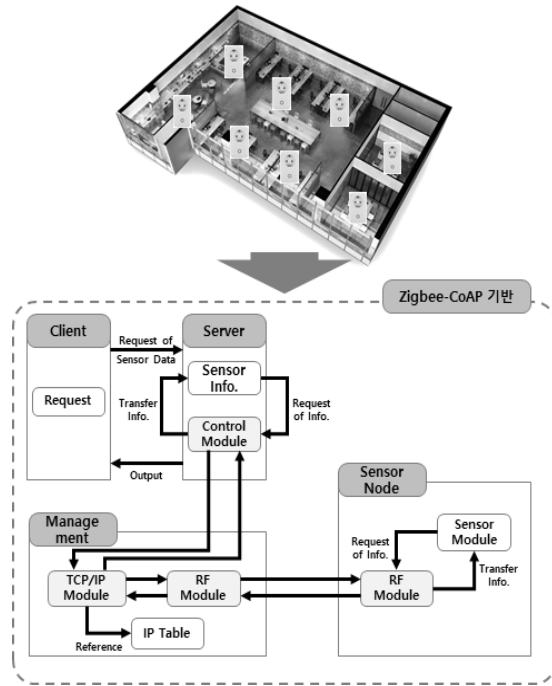 Zigbee-CoAP 기반
Client
Request of
Sensor Data
Server
Sensor
Info.
Request
Transfer
Info.
Request
of Info.
Control
Module
Output
Sensor
Node
Manage
ment
Sensor
Module
Request
of Info.
TCP/IP
Module
RF
Module
RF
Module
Transfer
Info.
IP Table
Reference